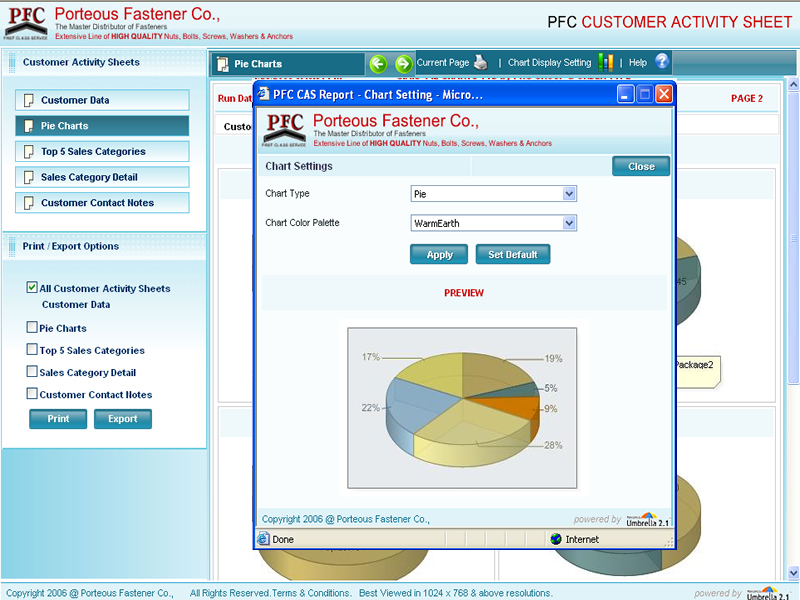 PFC
FIRST CLASS SERVICE
Porteous Fastener Co.,
The Master Distributor of Fasteners
Extensive Line of HIGH QUALITY Nuts, Bolts, Screws, Washers & Anchors
PFC CUSTOMER ACTIVITY SHEET
Customer Activity Sheets
Customer Data
Pie Charts
Top 5 Sales Categories
Sales Category Detail
Customer Contact Notes
Print / Export Options
All Customer Activity Sheets
Customer Data
Pie Charts
Top 5 Sales Categories
Sales Category Detail
Customer Contact Notes
Print
Export
Pie Charts
Current Page
| Chart Display Setting
| Help
Run Dat
PAGE 2
Custo
45
Package2
PFC CAS Report - Chart Setting - Micro...
PFC
FIRST CLASS SERVICE
Porteous Fastener Co.,
The Master Distributor of Fasteners
Extensive Line of HIGH QUALITY Nuts, Bolts, Screws, Washers & Anchors
Chart Settings
Close
Chart Type
Pie
Chart Color Palette
WarmEarth
Apply
Set Default
PREVIEW
17%
19%
5%
9%
22%
28%
Copyright 2006 @ Porteous Fastener Co.,
powered by
Umbrella 2.1
Done
Internet
Copyright 2006 @ Porteous Fastener Co., All Rights Reserved.Terms & Conditions. Best Viewed in 1024 x 768 & above resolutions.
powered by
Umbrella 2.1